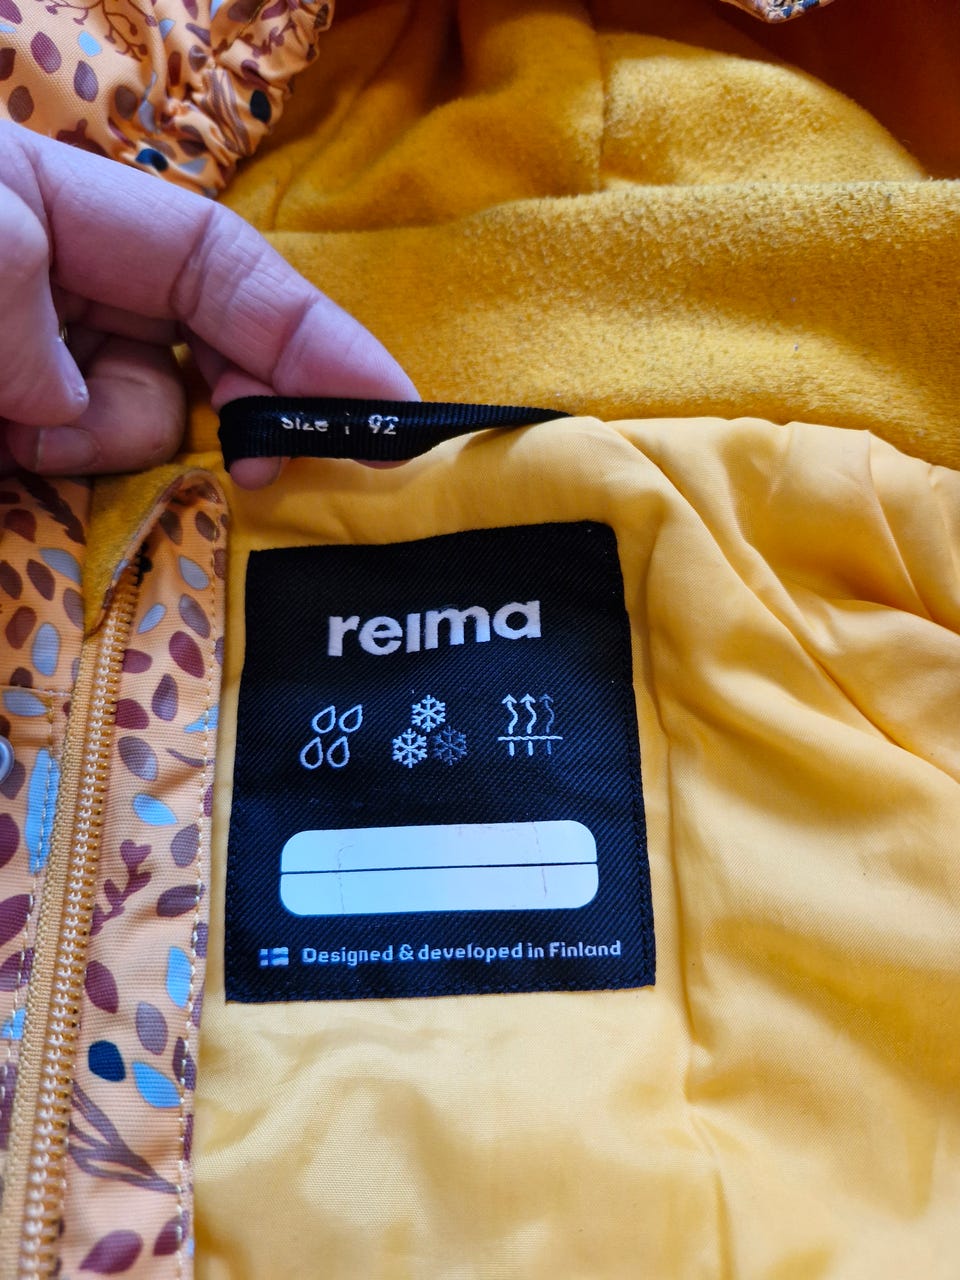 Size | 92
reima
Designed & developed in Finland